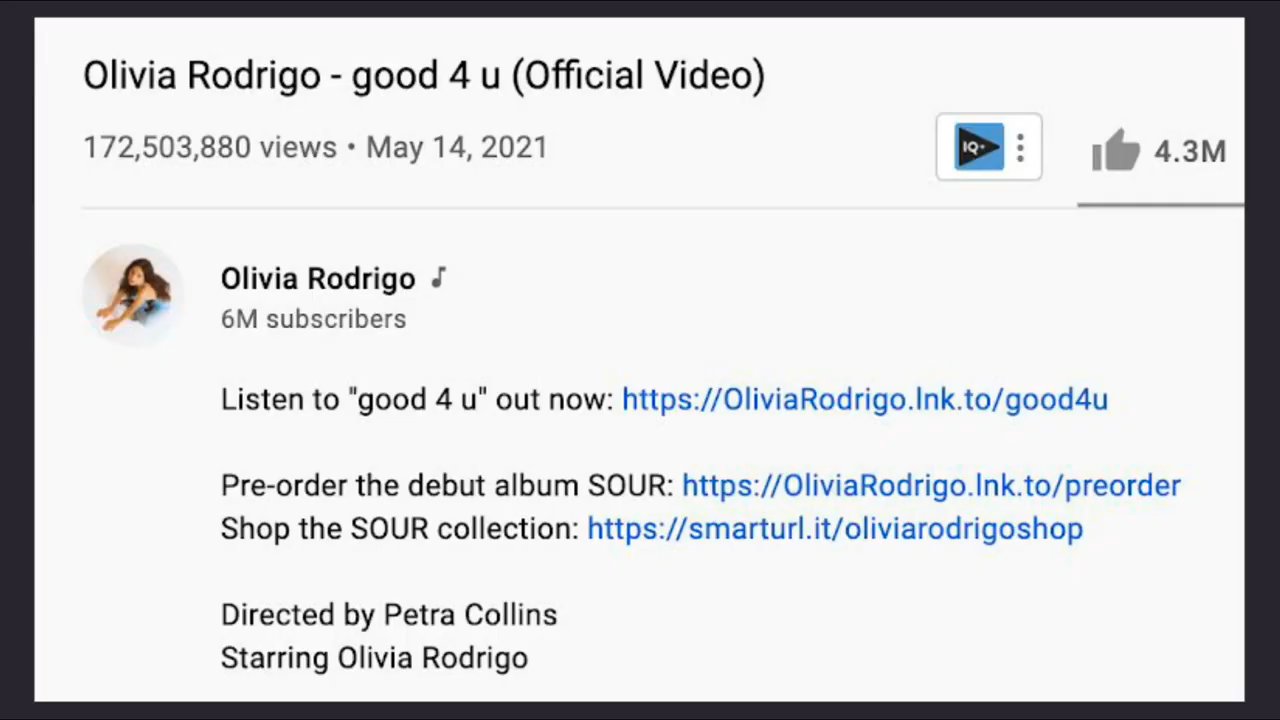 Olivia Rodrigo - good 4 u (Official Video)
172,503,880 views • May 14, 2021
IQ+
4.3M
Olivia Rodrigo
6M subscribers
Listen to "good 4 u" out now: https://OliviaRodrigo.lnk.to/good4u
Pre-order the debut album SOUR: https://OliviaRodrigo.lnk.to/preorder
Shop the SOUR collection: https://smarturl.it/oliviarodrigoshop
Directed by Petra Collins
Starring Olivia Rodrigo